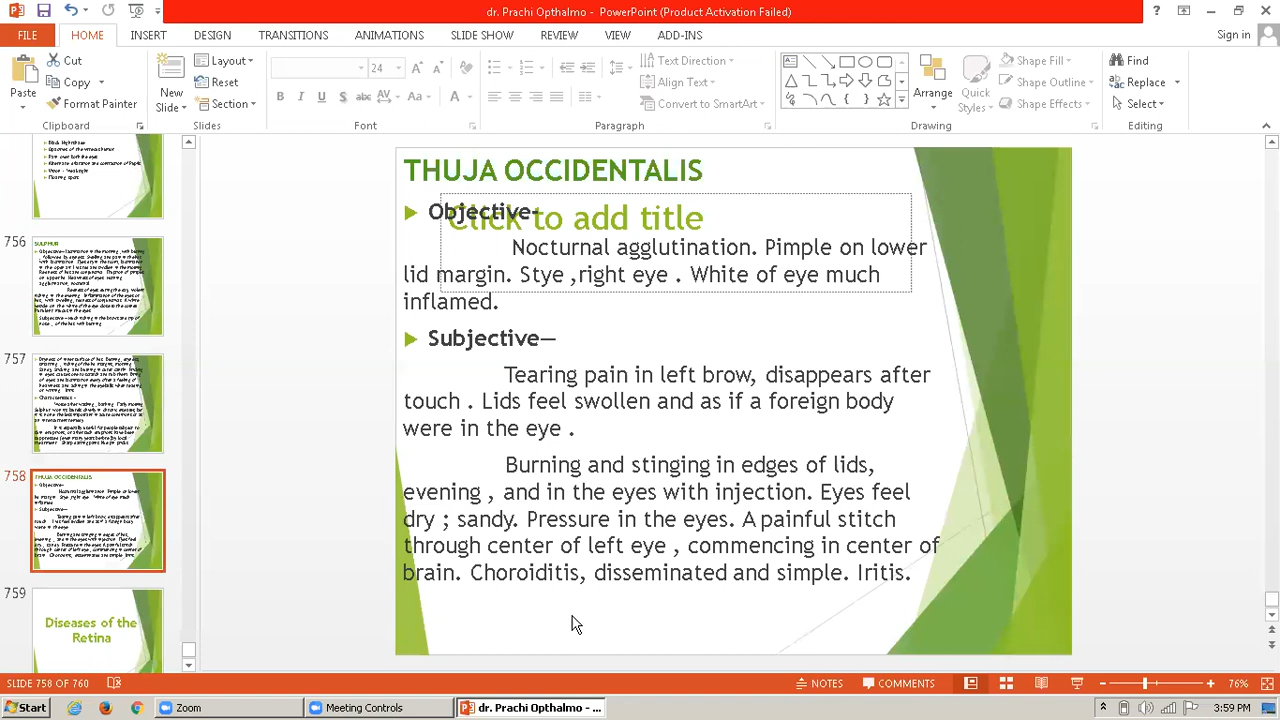 dr. Prachi Opthalmo - PowerPoint (Product Activation Failed)
FILE HOME INSERT DESIGN TRANSITIONS ANIMATIONS SLIDE SHOW REVIEW VIEW ADD-INS Sign in
Paste
Cut
Copy
Format Painter
Clipboard
New Slide
Layout
Reset
Section
Slides
24
Font
Text Direction
Align Text
Convert to SmartArt
Paragraph
Arrange
Quick Styles
Shape Fill
Shape Outline
Shape Effects
Drawing
Find
Replace
Select
Editing
756
SULPHUR
757
758
THUJA OCCIDENTALIS
759
Diseases of the
Retina
THUJA OCCIDENTALIS
Objective-
Click to add title
Nocturnal agglutination. Pimple on lower
lid margin. Stye ,right eye . White of eye much
inflamed.
Subjective—
Tearing pain in left brow, disappears after
touch . Lids feel swollen and as if a foreign body
were in the eye .
Burning and stinging in edges of lids,
evening , and in the eyes with injection. Eyes feel
dry ; sandy. Pressure in the eyes. A painful stitch
through center of left eye , commencing in center of
brain. Choroiditis, disseminated and simple. Iritis.
SLIDE 758 OF 760 NOTES COMMENTS 76%
Start Zoom Meeting Controls dr. Prachi Opthalmo - ... 3:59 PM